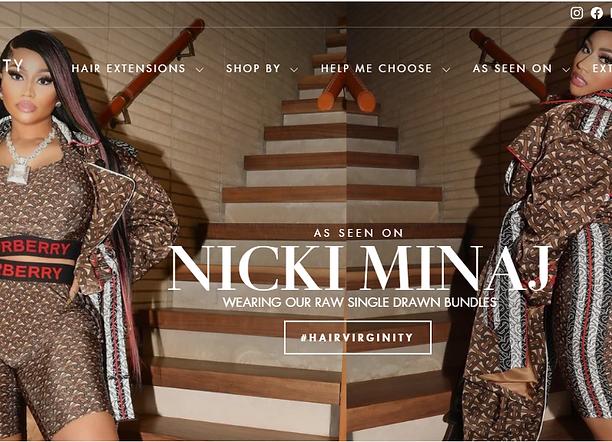 TY
HAIR EXTENSIONS
SHOP BY
HELP ME CHOOSE
AS SEEN ON
EXT
AS SEEN ON
NICKI MINAJ
WEARING OUR RAW SINGLE DRAWN BUNDLES
#HAIRVIRGINITY
RBERRY
RBERRY